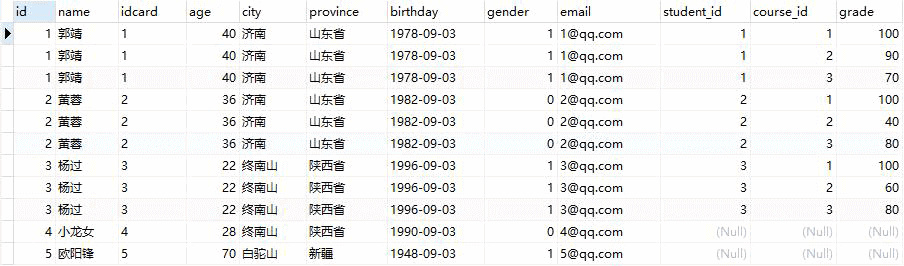 id name idcard age city province birthday gender email student_id course_id grade
1 郭靖 1 40 济南 山东省 1978-09-03 1 1@qq.com 1 1 100
1 郭靖 1 40 济南 山东省 1978-09-03 1 1@qq.com 1 2 90
1 郭靖 1 40 济南 山东省 1978-09-03 1 1@qq.com 1 3 70
2 黄蓉 2 36 济南 山东省 1982-09-03 0 2@qq.com 2 1 100
2 黄蓉 2 36 济南 山东省 1982-09-03 0 2@qq.com 2 2 40
2 黄蓉 2 36 济南 山东省 1982-09-03 0 2@qq.com 2 3 80
3 杨过 3 22 终南山 陕西省 1996-09-03 1 3@qq.com 3 1 100
3 杨过 3 22 终南山 陕西省 1996-09-03 1 3@qq.com 3 2 60
3 杨过 3 22 终南山 陕西省 1996-09-03 1 3@qq.com 3 3 80
4 小龙女 4 28 终南山 陕西省 1990-09-03 0 4@qq.com (Null) (Null) (Null)
5 欧阳锋 5 70 白驼山 新疆 1948-09-03 1 5@qq.com (Null) (Null) (Null)